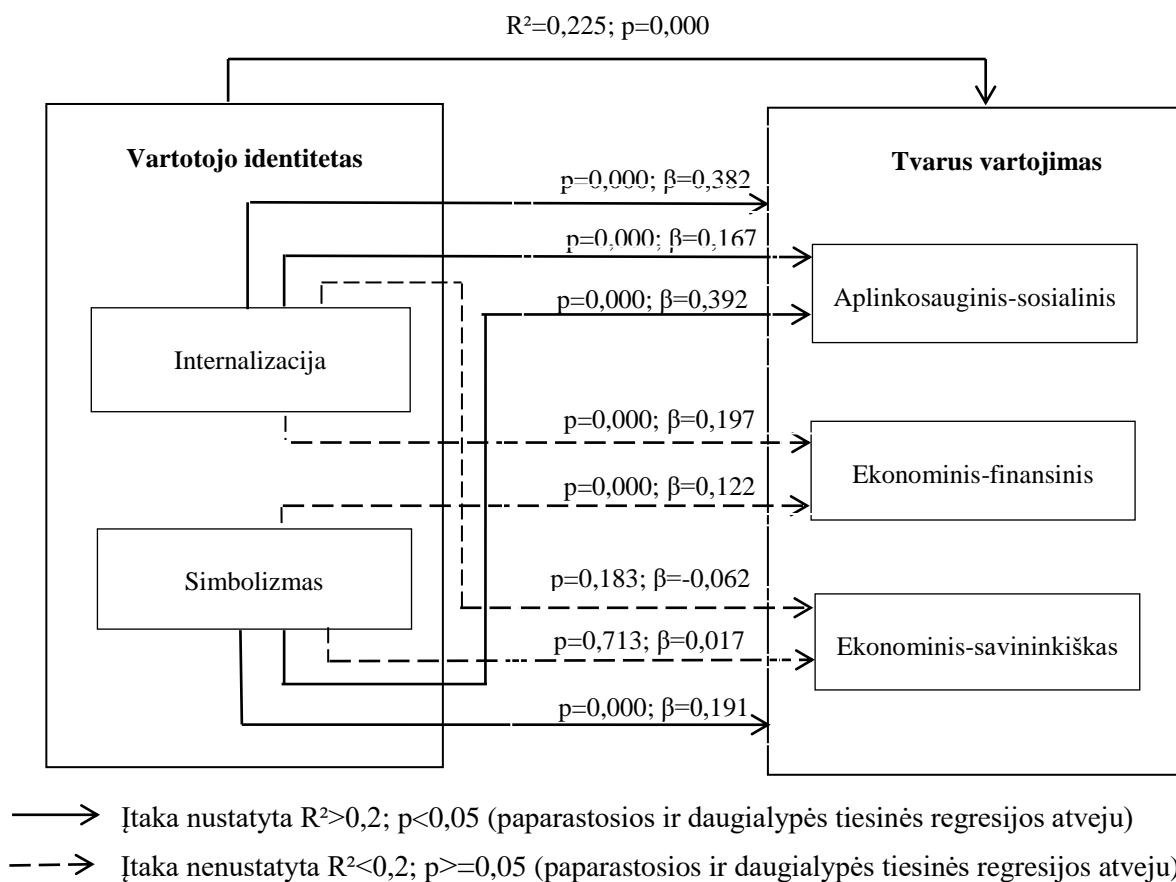 R²=0,225; p=0,000
Vartotojo identitetas
Tvarus vartojimas
p=0,000; β=0,382
p=0,000; β=0,167
Aplinkosauginis-sosialinis
p=0,000; β=0,392
Internalizacija
p=0,000; β=0,197
Ekonominis-finansinis
p=0,000; β=0,122
Simbolizmas
p=0,183; β=-0,062
p=0,713; β=0,017
Ekonominis-savininkiškas
p=0,000; β=0,191
Įtaka nustatyta R²>0,2; p<0,05 (paparastosios ir daugialypės tiesinės regresijos atveju)
Įtaka nenustatyta R²<0,2; p>=0,05 (paparastosios ir daugialypės tiesinės regresijos atveju)